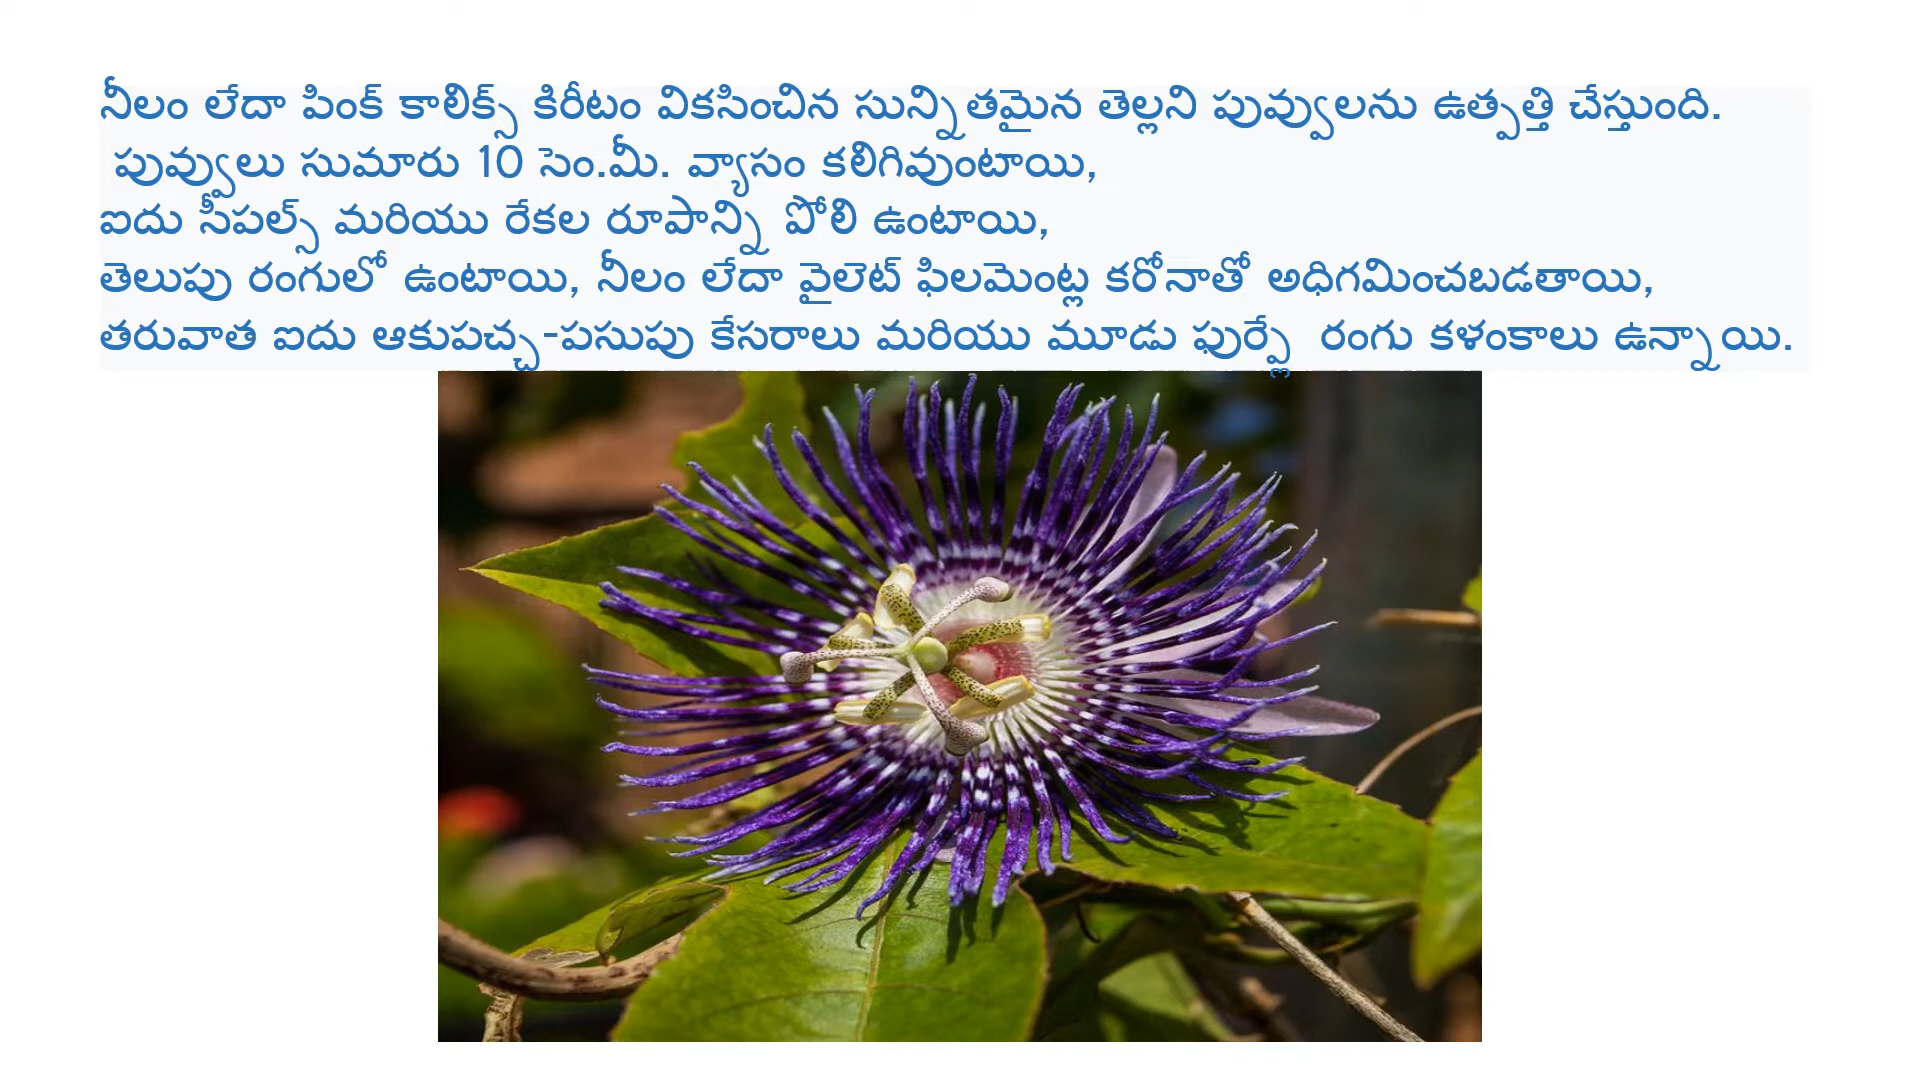 నీలం లేదా పింక్ కాలిక్స్ కిరీటం వికసించిన సున్నితమైన తెల్లని పువ్వులను ఉత్పత్తి చేస్తుంది.
పువ్వులు సుమారు 10 సెం.మీ. వ్యాసం కలిగివుంటాయి,
ఐదు సీపల్స్ మరియు రేకల రూపాన్ని పోలి ఉంటాయి,
తెలుపు రంగులో ఉంటాయి, నీలం లేదా వైలెట్ ఫిలమెంట్ల కరోనాతో అధిగమించబడతాయి,
తరువాత ఐదు ఆకుపచ్చ-పసుపు కేసరాలు మరియు మూడు ఫుర్ప్లే రంగు కళంకాలు ఉన్నాయి.